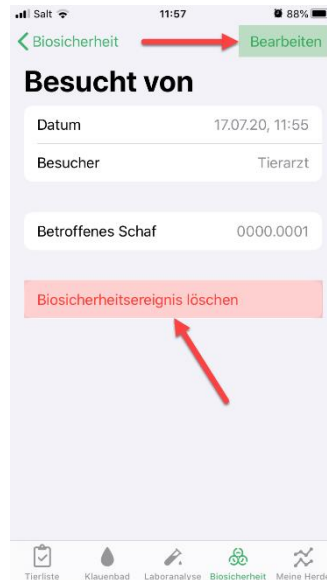 Salt 11:57 88%
Biosicherheit Bearbeiten
Besucht von
Datum 17.07.20, 11:55
Besucher Tierarzt
Betroffenes Schaf 0000.0001
Biosicherheitsereignis löschen
Tierliste Klauenbad Laboranalyse Biosicherheit Meine Herde